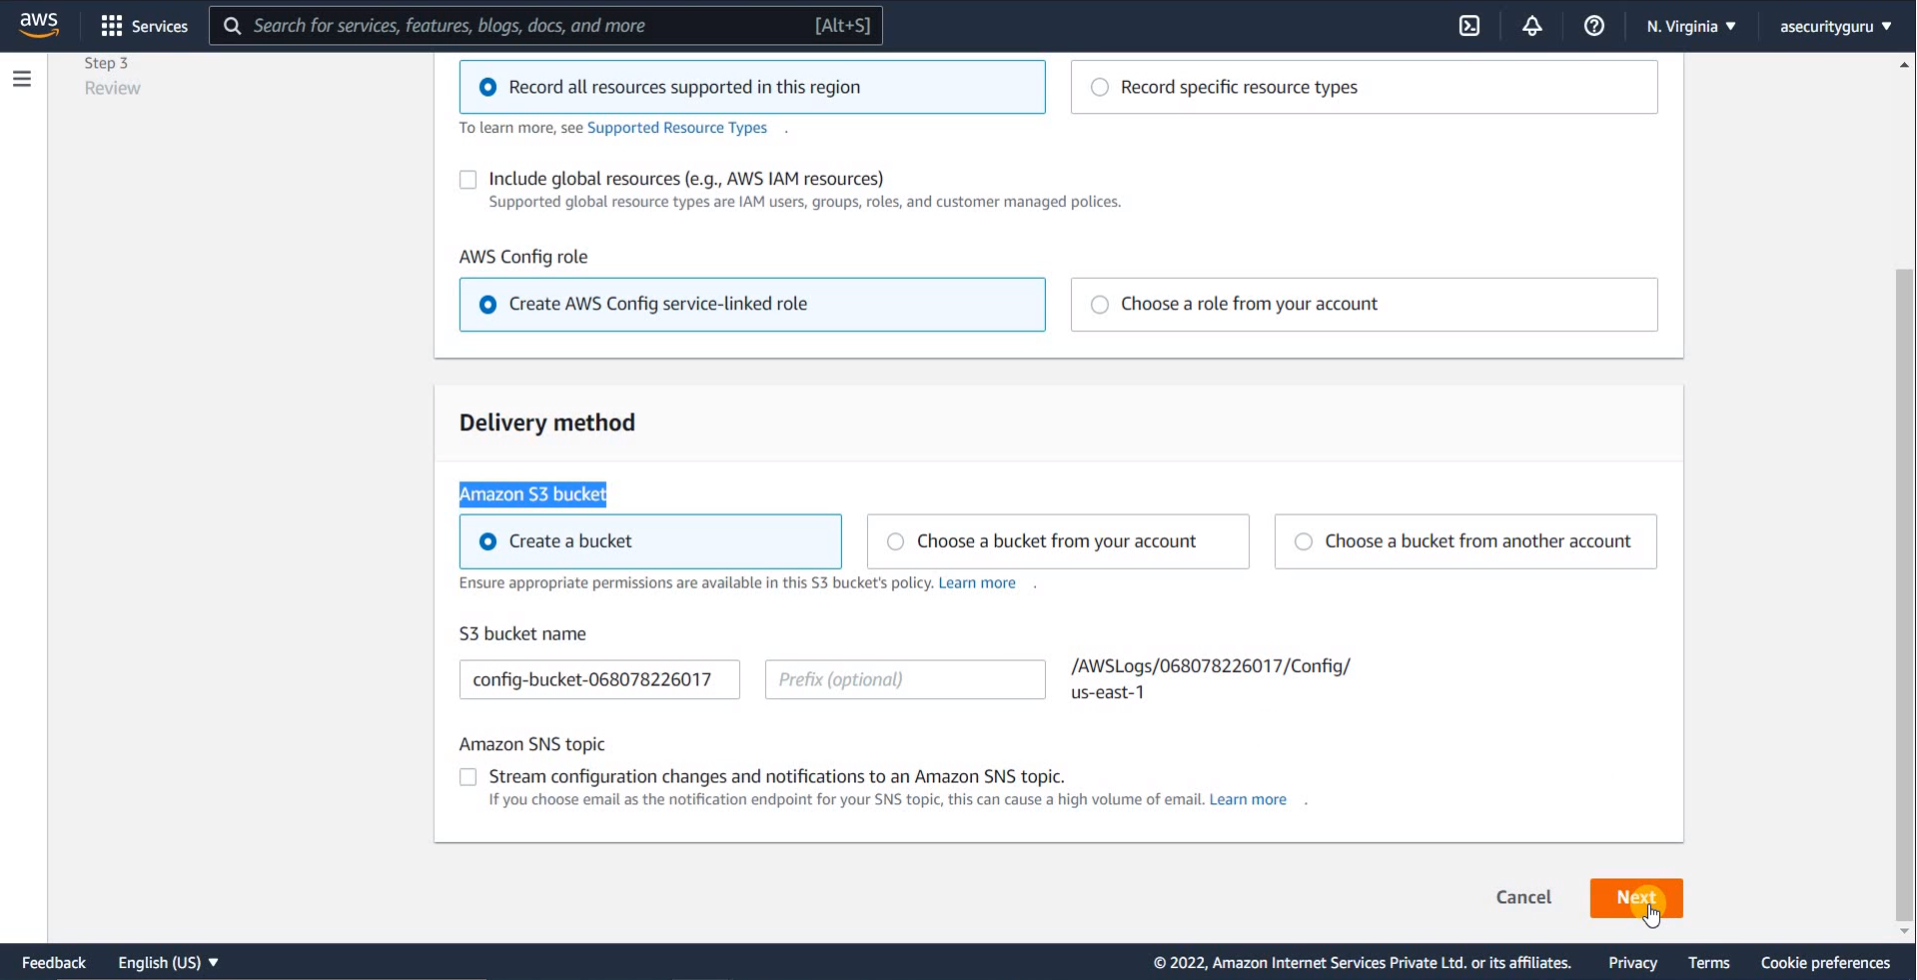 aws
Services
Search for services, features, blogs, docs, and more [Alt+S]
N. Virginia
asecurityguru
Step 3
Review
Record all resources supported in this region
Record specific resource types
To learn more, see Supported Resource Types .
Include global resources (e.g., AWS IAM resources)
Supported global resource types are IAM users, groups, roles, and customer managed polices.
AWS Config role
Create AWS Config service-linked role
Choose a role from your account
Delivery method
Amazon S3 bucket
Create a bucket
Choose a bucket from your account
Choose a bucket from another account
Ensure appropriate permissions are available in this S3 bucket's policy. Learn more .
S3 bucket name
config-bucket-068078226017
Prefix (optional)
/AWSLogs/068078226017/Config/
us-east-1
Amazon SNS topic
Stream configuration changes and notifications to an Amazon SNS topic.
If you choose email as the notification endpoint for your SNS topic, this can cause a high volume of email. Learn more .
Cancel
Next
Feedback
English (US)
© 2022, Amazon Internet Services Private Ltd. or its affiliates.
Privacy
Terms
Cookie preferences